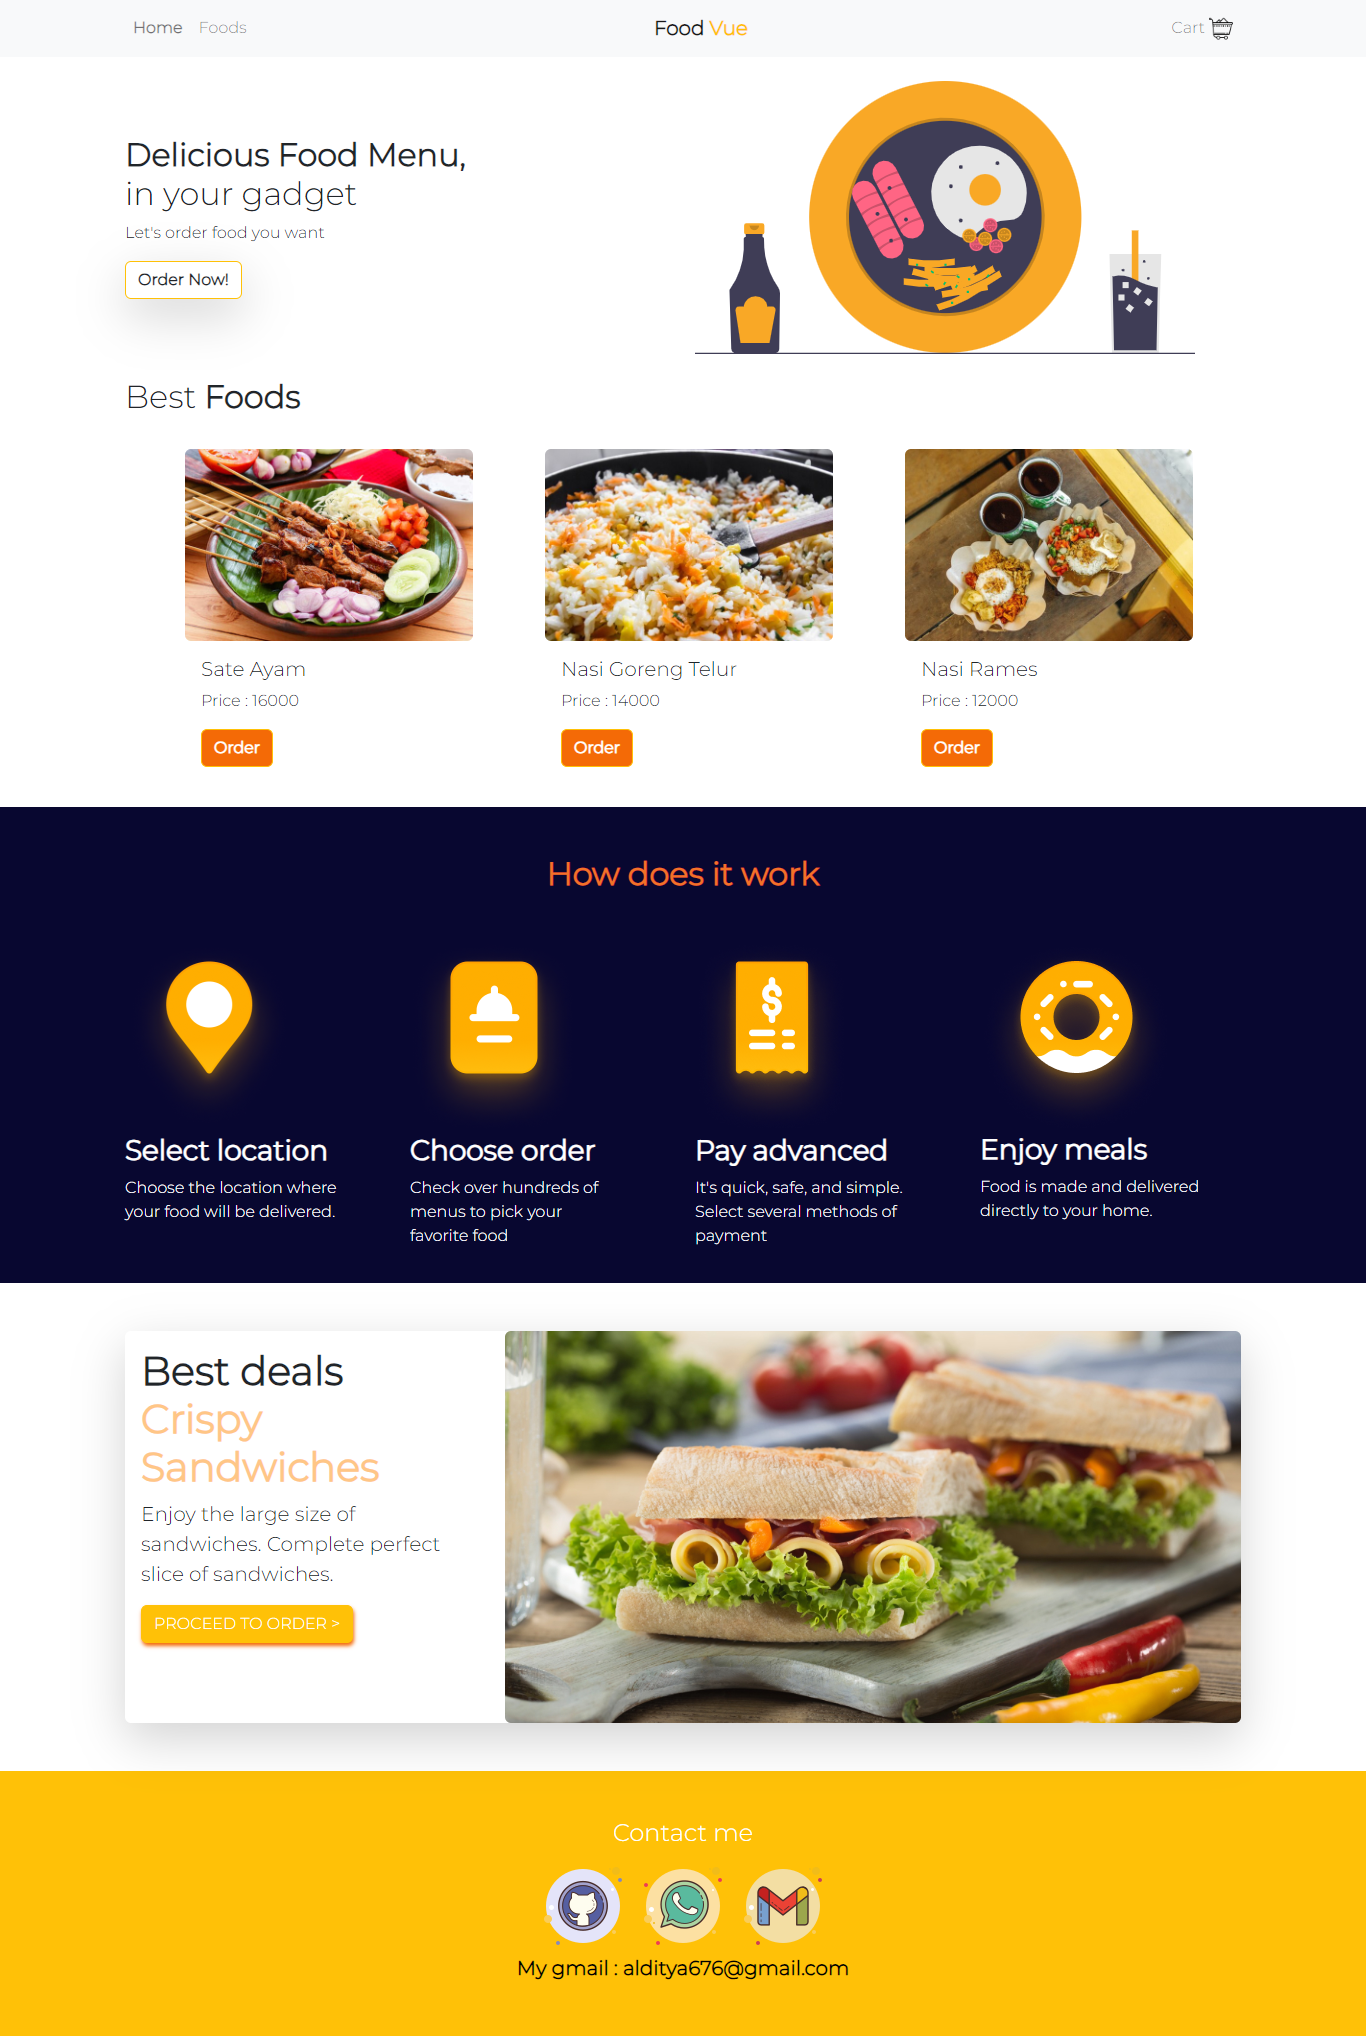 Home Foods Food Vue Cart
Delicious Food Menu,
in your gadget
Let's order food you want
Order Now!
Best Foods
Sate Ayam
Price : 16000
Order
Nasi Goreng Telur
Price : 14000
Order
Nasi Rames
Price : 12000
Order
How does it work
Select location
Choose the location where
your food will be delivered.
Choose order
Check over hundreds of
menus to pick your
favorite food
Pay advanced
It's quick, safe, and simple.
Select several methods of
payment
Enjoy meals
Food is made and delivered
directly to your home.
Best deals
Crispy
Sandwiches
Enjoy the large size of
sandwiches. Complete perfect
slice of sandwiches.
PROCEED TO ORDER >
Contact me
My gmail : alditya676@gmail.com